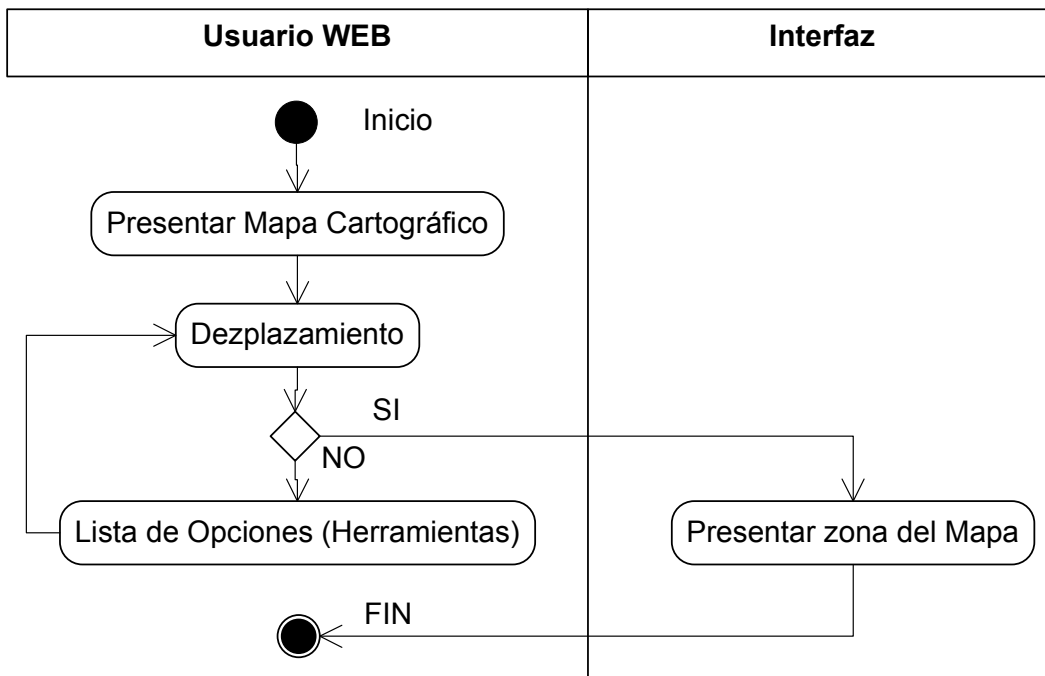 Usuario WEB
Interfaz
Inicio
Presentar Mapa Cartográfico
Dezplazamiento
SI
NO
Lista de Opciones (Herramientas)
Presentar zona del Mapa
FIN